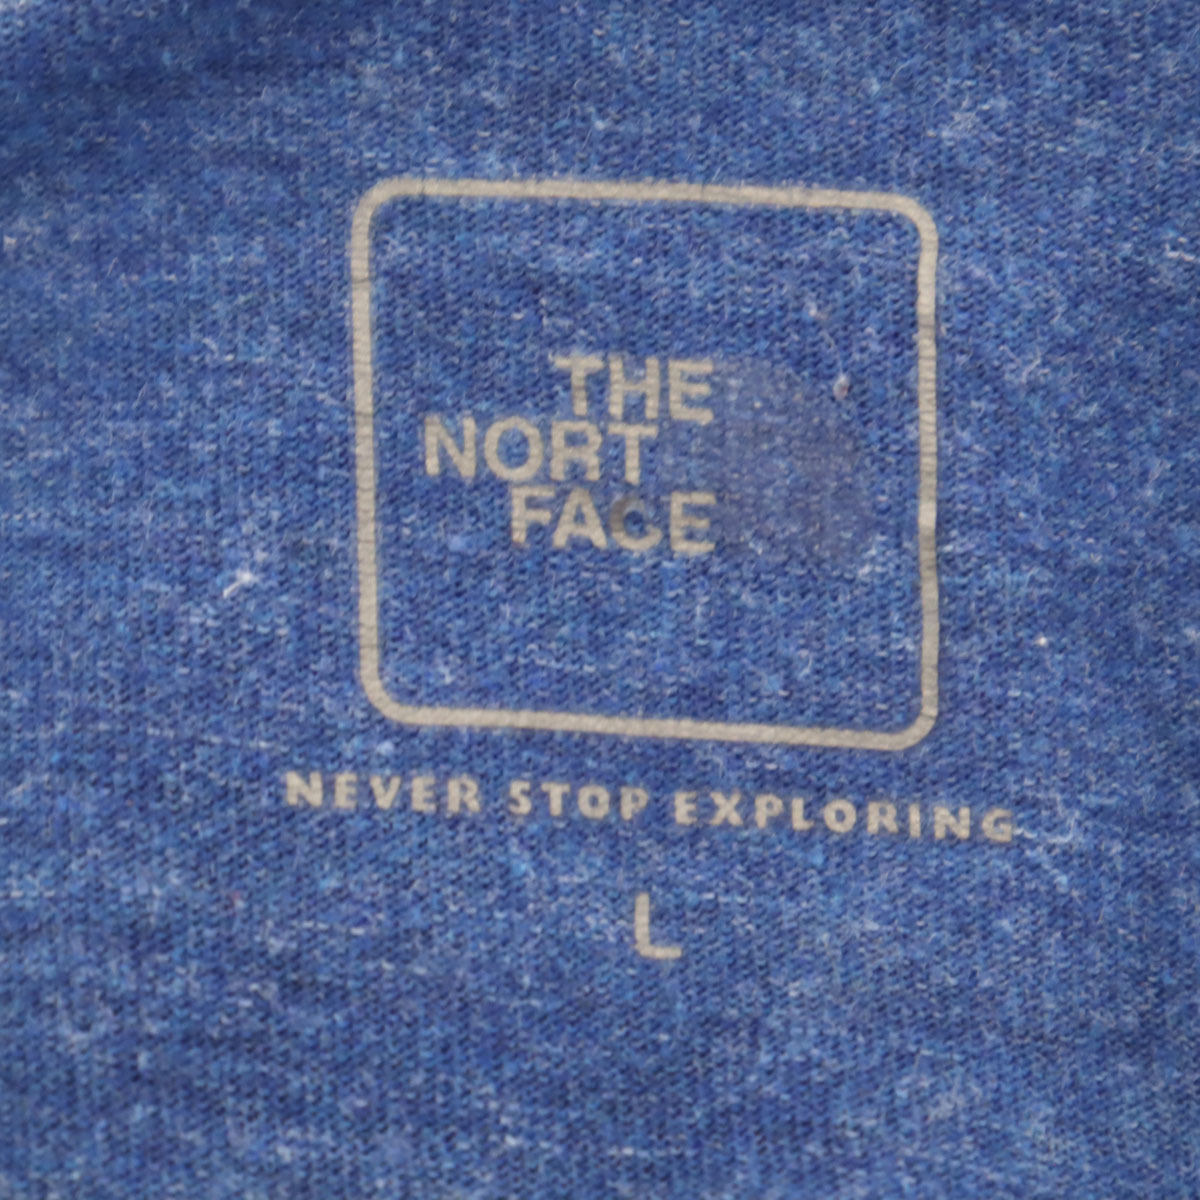 THE
NORT
FACE
NEVER STOP EXPLORING
L